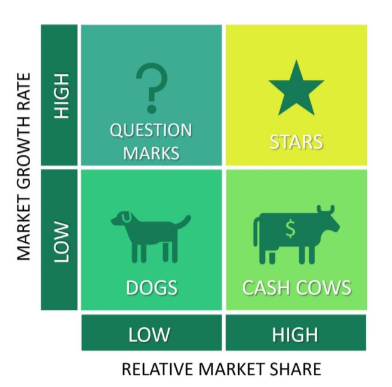 MARKET GROWTH RATE
HIGH
LOW
?
QUESTION
MARKS
STARS
DOGS
$
CASH COWS
LOW
HIGH
RELATIVE MARKET SHARE